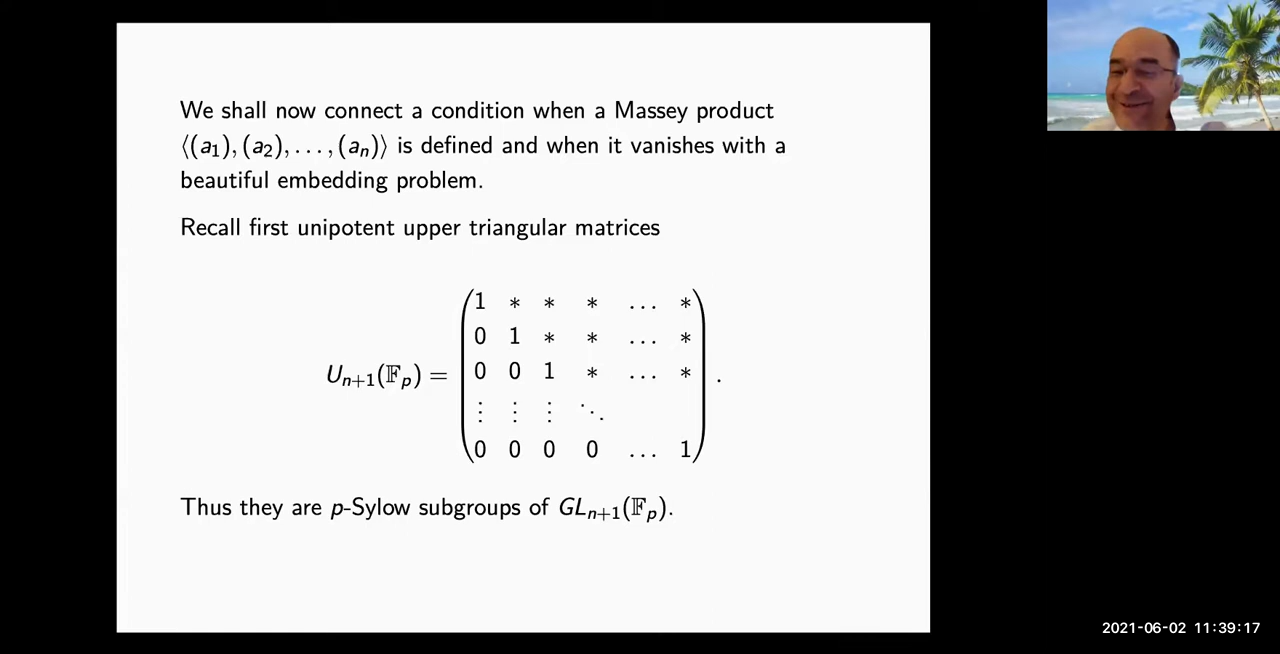 We shall now connect a condition when a Massey product
⟨(a₁), (a₂), . . . , (aₙ)⟩ is defined and when it vanishes with a
beautiful embedding problem.
Recall first unipotent upper triangular matrices
1 * * * ... *
0 1 * * ... *
Uₙ₊₁(𝔽ₚ) = 0 0 1 * ... * .
⋮ ⋮ ⋮ ⋱
0 0 0 0 ... 1
Thus they are p-Sylow subgroups of GLₙ₊₁(𝔽ₚ).
2021-06-02 11:39:17